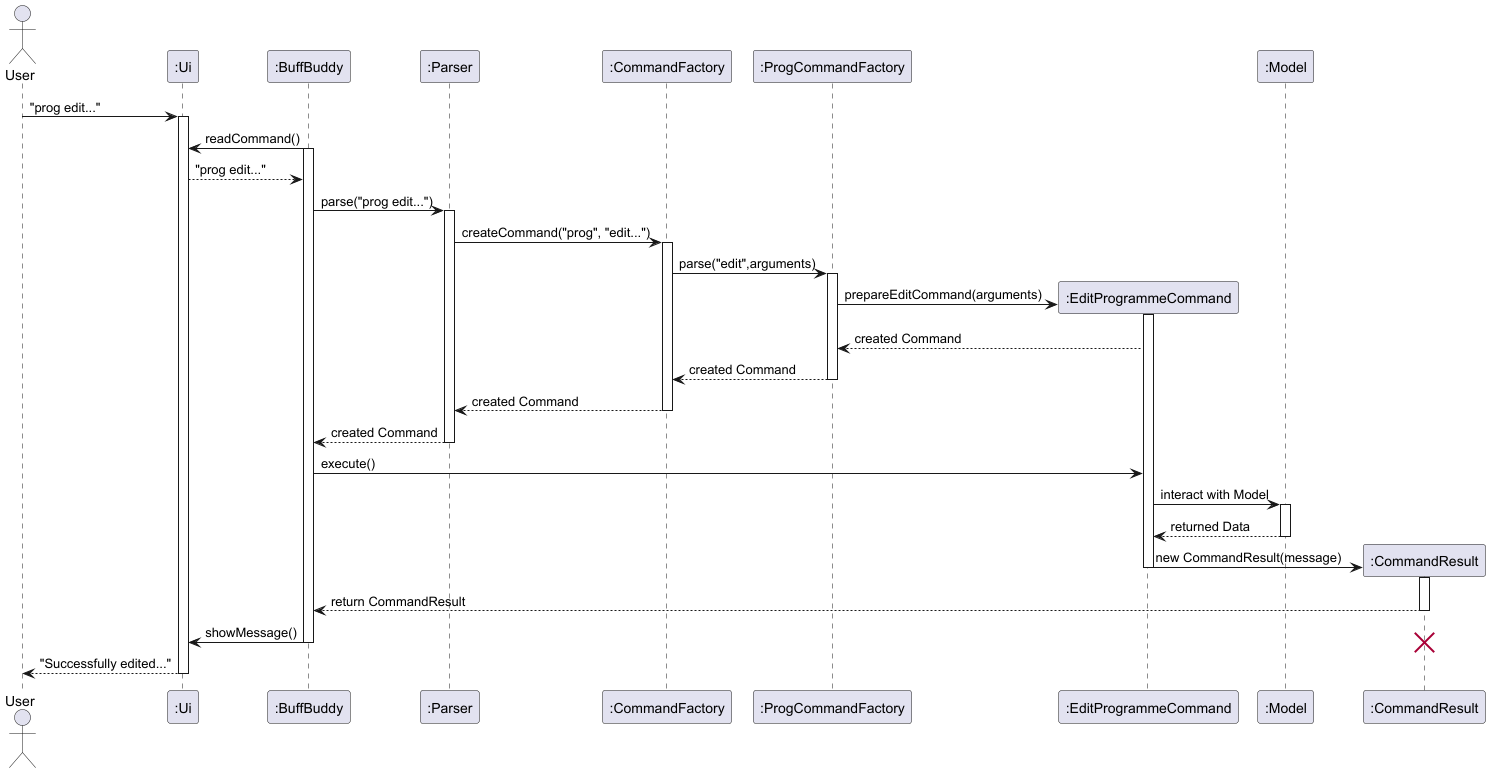 User
:Ui
:BuffBuddy
:Parser
:CommandFactory
:ProgCommandFactory
:Model
"prog edit..."
readCommand()
"prog edit..."
parse("prog edit...")
createCommand("prog", "edit...")
parse("edit",arguments)
prepareEditCommand(arguments)
:EditProgrammeCommand
created Command
created Command
created Command
created Command
execute()
interact with Model
returned Data
new CommandResult(message)
:CommandResult
return CommandResult
showMessage()
"Successfully edited..."
User
:Ui
:BuffBuddy
:Parser
:CommandFactory
:ProgCommandFactory
:EditProgrammeCommand
:Model
:CommandResult